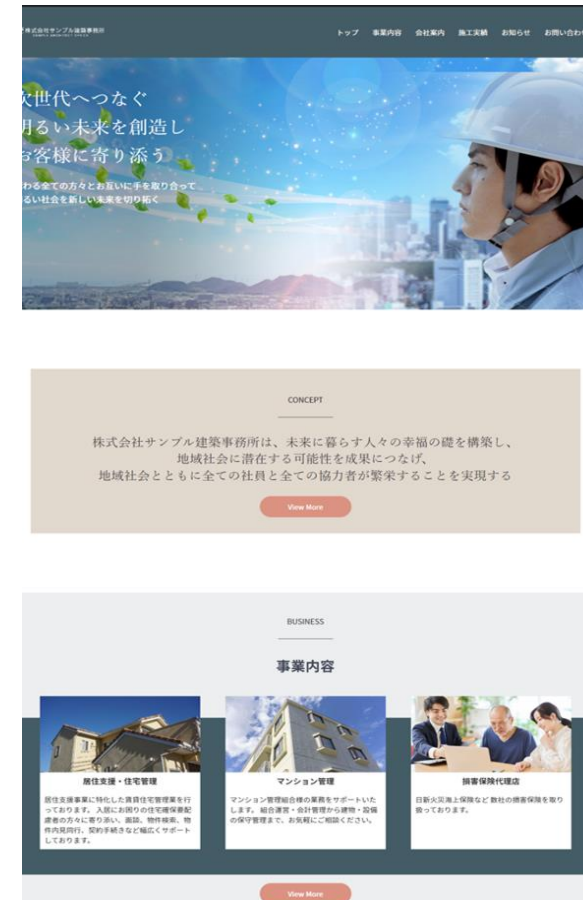 株式会社サンプル建築事務所
トップ 事業内容 会社案内 施工実績 お知らせ お問い合わ
次世代へつなぐ
明るい未来を創造し
お客様に寄り添う
わる全ての方々とお互いに手を取り合って
るい社会を新しい未来を切り拓く
CONCEPT
株式会社サンプル建築事務所は、未来に暮らす人々の幸福の礎を構築し、
地域社会に潜在する可能性を成果につなげ、
地域社会とともに全ての社員と全ての協力者が繁栄することを実現する
View More
BUSINESS
事業内容
居住支援・住宅管理
居住支援事業に特化した賃貸住宅管理業を行
っております。 入居にお困りの住宅確保要配
慮者の方々に寄り添い、面談、物件検索、物
件内見同行、契約手続きなど幅広くサポート
しております。
マンション管理
マンション管理組合様の業務をサポートいた
します。 組合運営・会計管理から建物・設備
の保守管理まで、お気軽にご相談ください。
損害保険代理店
日新火災海上保険など 数社の損害保険を取り
扱っております。
View More